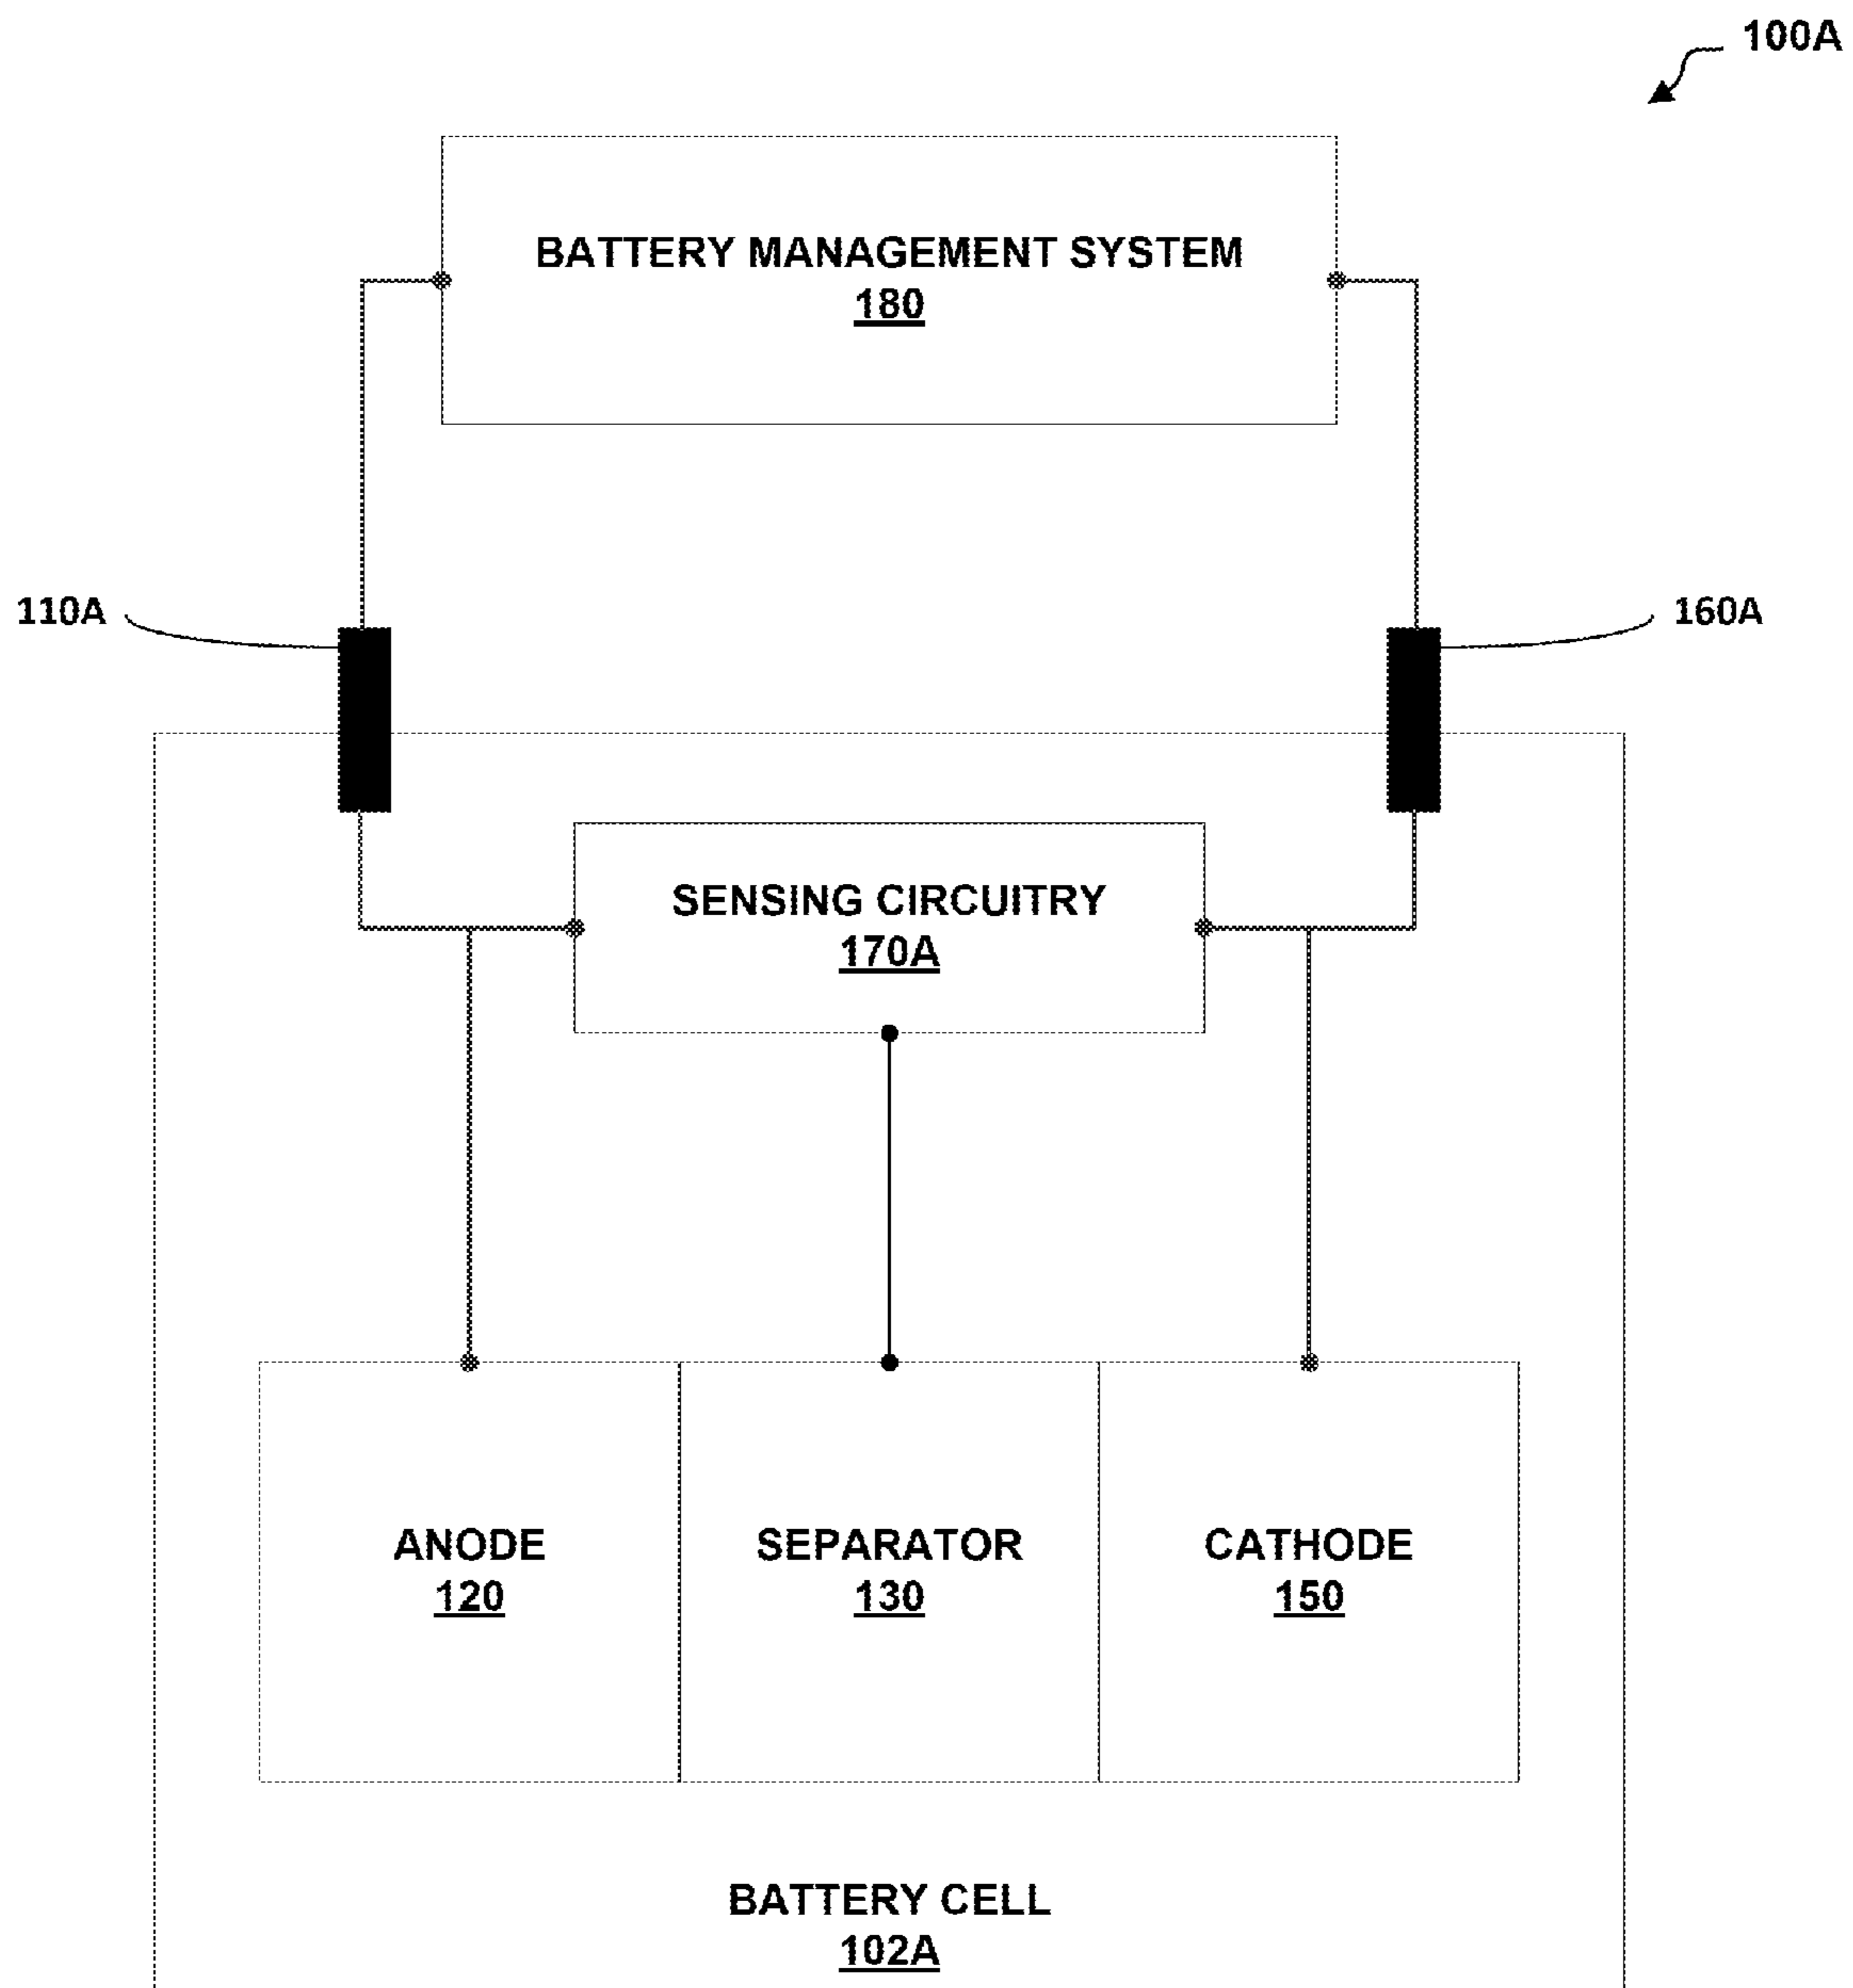 100A
BATTERY MANAGEMENT SYSTEM
180
110A
160A
SENSING CIRCUITRY
170A
ANODE
120
SEPARATOR
130
CATHODE
150
BATTERY CELL
102A